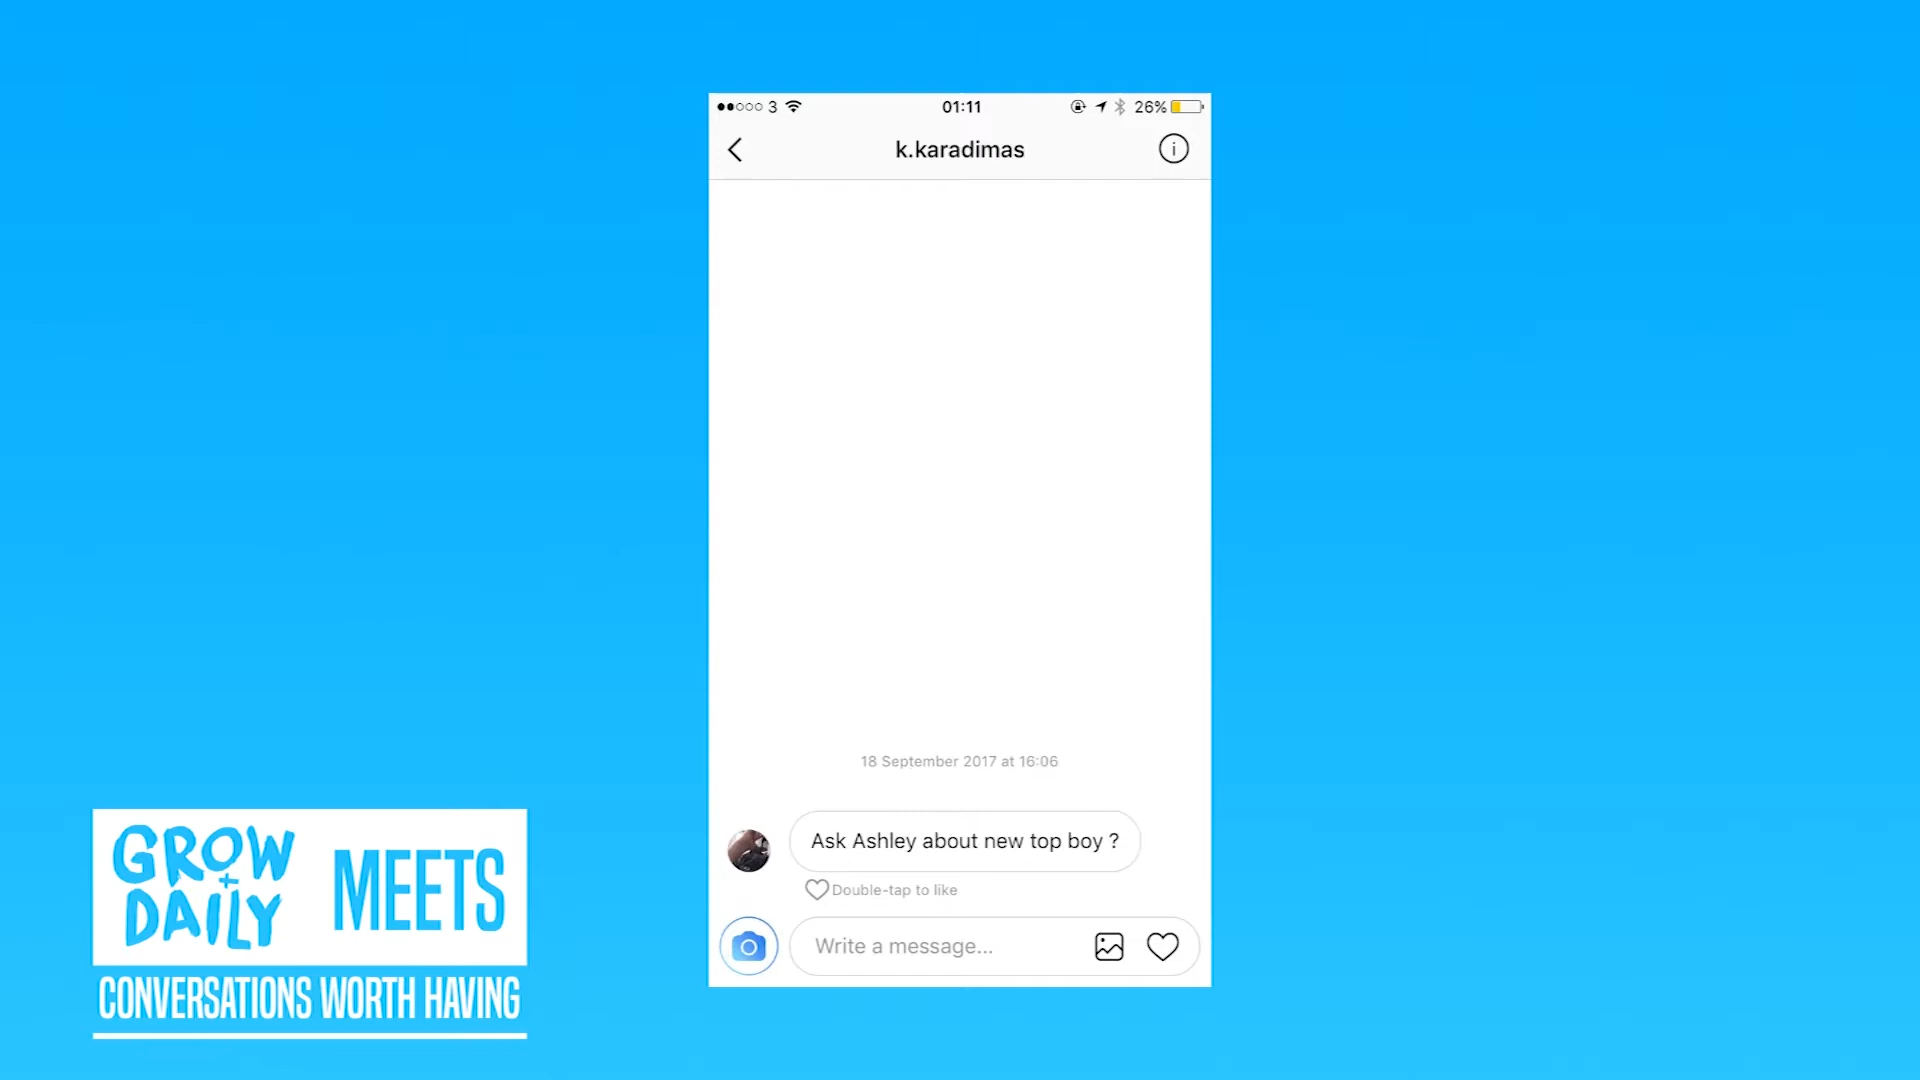 3
01:11
26%
k.karadimas
18 September 2017 at 16:06
Ask Ashley about new top boy ?
Double-tap to like
Write a message...
GROW
+
DAILY
MEETS
CONVERSATIONS WORTH HAVING